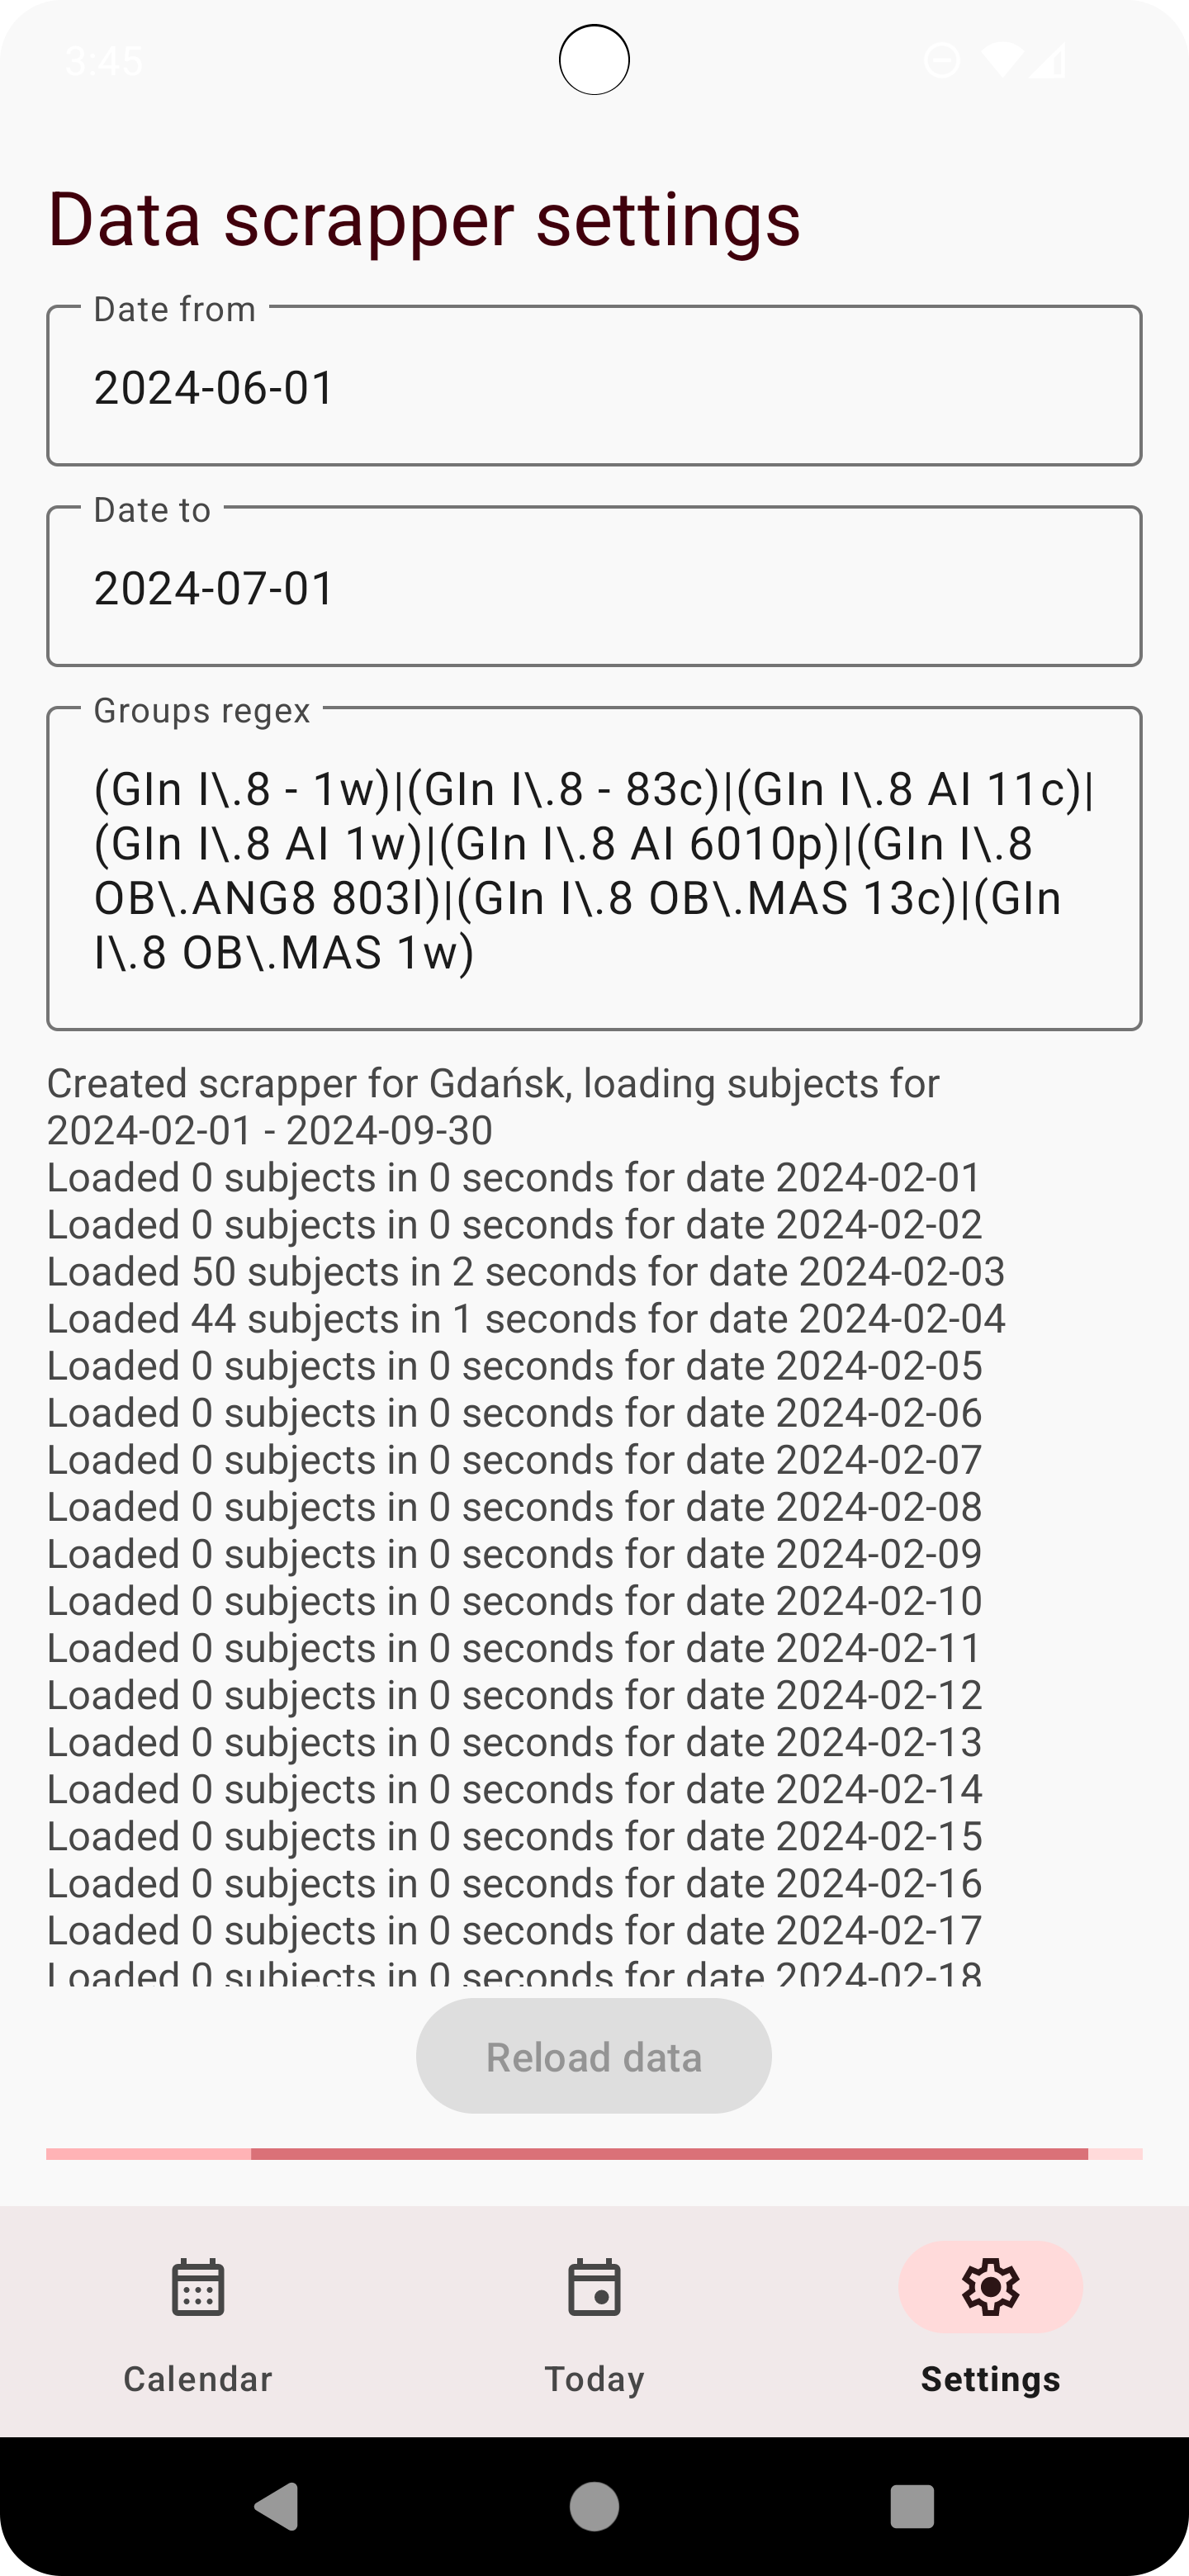 3:45
Data scrapper settings
Date from
2024-06-01
Date to
2024-07-01
Groups regex
(GIn I\.8 - 1w)|(GIn I\.8 - 83c)|(GIn I\.8 AI 11c)|
(GIn I\.8 AI 1w)|(GIn I\.8 AI 6010p)|(GIn I\.8
OB\.ANG8 803l)|(GIn I\.8 OB\.MAS 13c)|(GIn
I\.8 OB\.MAS 1w)
Created scrapper for Gdańsk, loading subjects for
2024-02-01 - 2024-09-30
Loaded 0 subjects in 0 seconds for date 2024-02-01
Loaded 0 subjects in 0 seconds for date 2024-02-02
Loaded 50 subjects in 2 seconds for date 2024-02-03
Loaded 44 subjects in 1 seconds for date 2024-02-04
Loaded 0 subjects in 0 seconds for date 2024-02-05
Loaded 0 subjects in 0 seconds for date 2024-02-06
Loaded 0 subjects in 0 seconds for date 2024-02-07
Loaded 0 subjects in 0 seconds for date 2024-02-08
Loaded 0 subjects in 0 seconds for date 2024-02-09
Loaded 0 subjects in 0 seconds for date 2024-02-10
Loaded 0 subjects in 0 seconds for date 2024-02-11
Loaded 0 subjects in 0 seconds for date 2024-02-12
Loaded 0 subjects in 0 seconds for date 2024-02-13
Loaded 0 subjects in 0 seconds for date 2024-02-14
Loaded 0 subjects in 0 seconds for date 2024-02-15
Loaded 0 subjects in 0 seconds for date 2024-02-16
Loaded 0 subjects in 0 seconds for date 2024-02-17
Loaded 0 subjects in 0 seconds for date 2024-02-18
Reload data
Calendar
Today
Settings